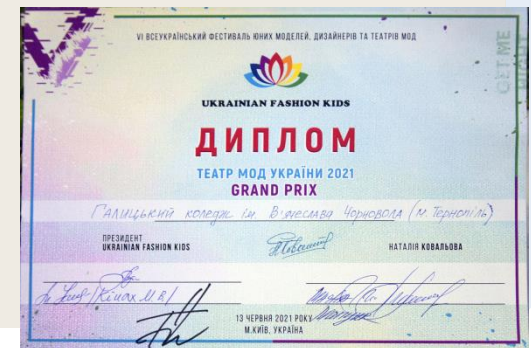 VI ВСЕУКРАЇНСЬКИЙ ФЕСТИВАЛЬ ЮНИХ МОДЕЛЕЙ, ДИЗАЙНЕРІВ ТА ТЕАТРІВ МОД
UKRAINIAN FASHION KIDS
ДИПЛОМ
ТЕАТР МОД УКРАЇНИ 2021
GRAND PRIX
Галицький коледж ім. В'ячеслава Чорновола (м. Тернопіль)
ПРЕЗИДЕНТ
UKRAINIAN FASHION KIDS
НАТАЛІЯ КОВАЛЬОВА
13 ЧЕРВНЯ 2021 РОКУ
М.КИЇВ, УКРАЇНА